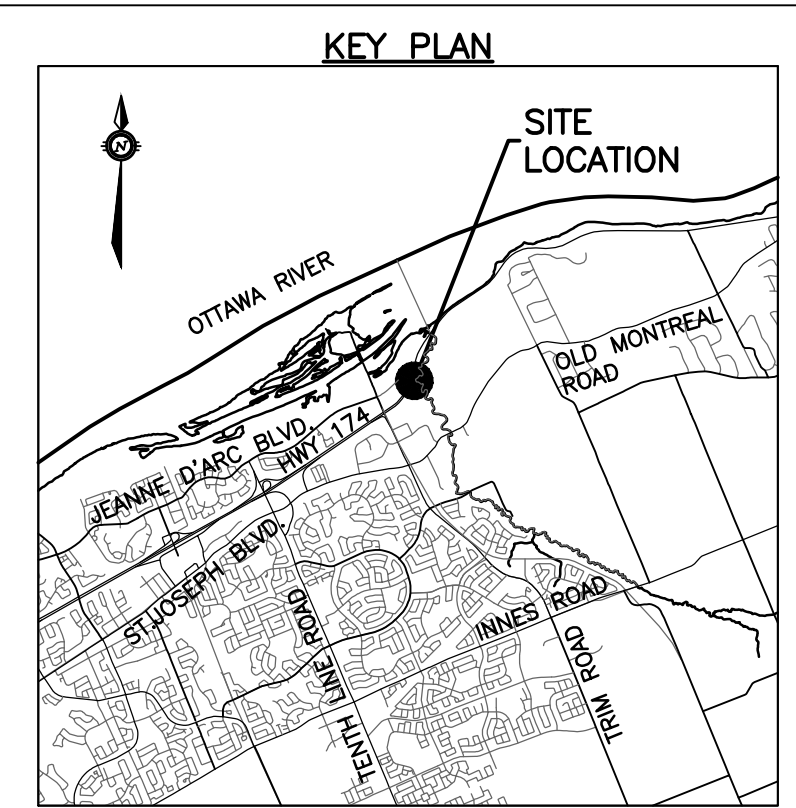 KEY PLAN
SITE
LOCATION
N
OTTAWA RIVER
OLD MONTREAL
ROAD
JEANNE D'ARC BLVD.
HWY 174
ST.JOSEPH BLVD.
TENTH LINE ROAD
INNES ROAD
TRIM ROAD